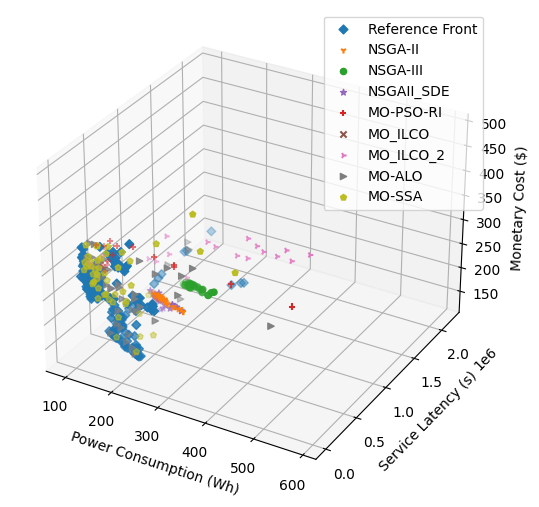 Reference Front
NSGA-II
NSGA-III
NSGAII_SDE
MO-PSO-RI
MO_ILCO
MO_ILCO_2
MO-ALO
MO-SSA
500
450
400
350
300
250
200
150
Monetary Cost ($)
2.0
1.5
1.0
0.5
0.0
1e6
Service Latency (s)
100
200
300
400
500
600
Power Consumption (Wh)